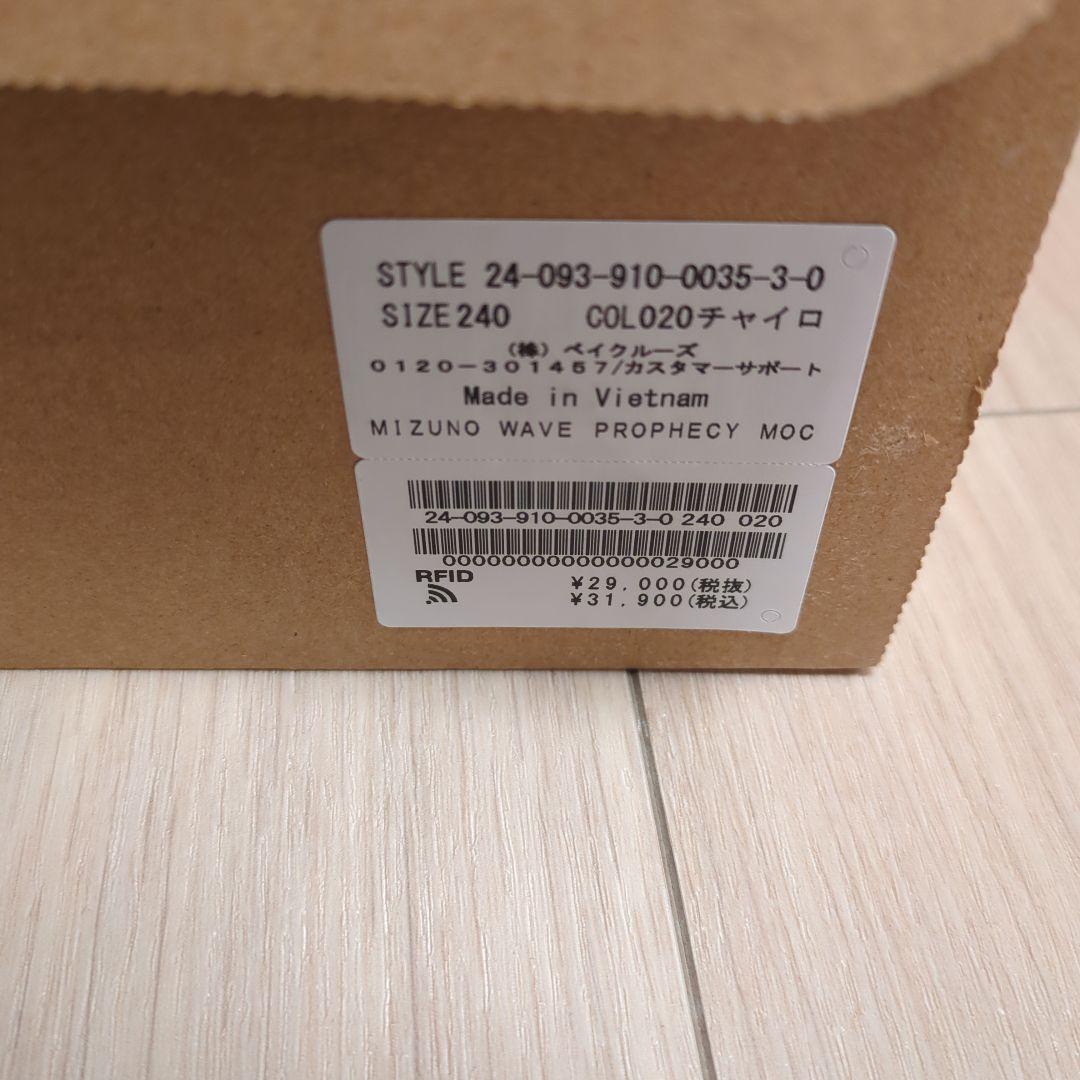 STYLE 24-093-910-0035-3-0
SIZE 240 COL020チャイロ
(株) ベイクルーズ
0120-301457/カスタマーサポート
Made in Vietnam
MIZUNO WAVE PROPHECY MOC
24-093-910-0035-3-0 240 020
00000000000000029000
RFID
¥29,000(税抜)
¥31,900(税込)